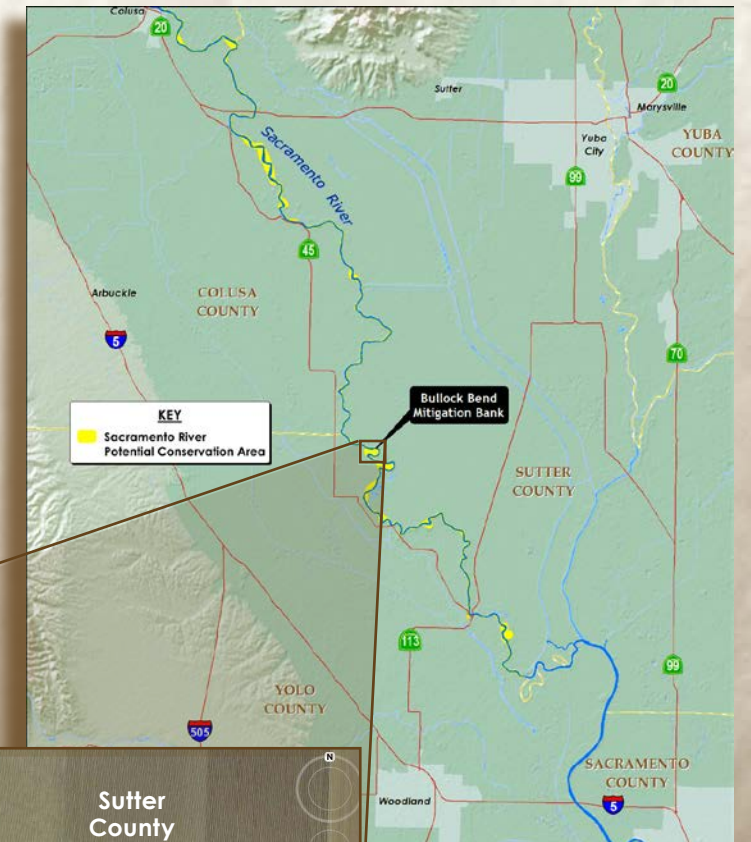 Colusa
20
Sutter
20
Marysville
Sacramento River
Yuba
City
YUBA
COUNTY
99
45
Arbuckle
COLUSA
COUNTY
5
70
KEY
Sacramento River
Potential Conservation Area
Bullock Bend
Mitigation Bank
SUTTER
COUNTY
113
99
YOLO
COUNTY
505
SACRAMENTO
COUNTY
Woodland
5
N
Sutter
County